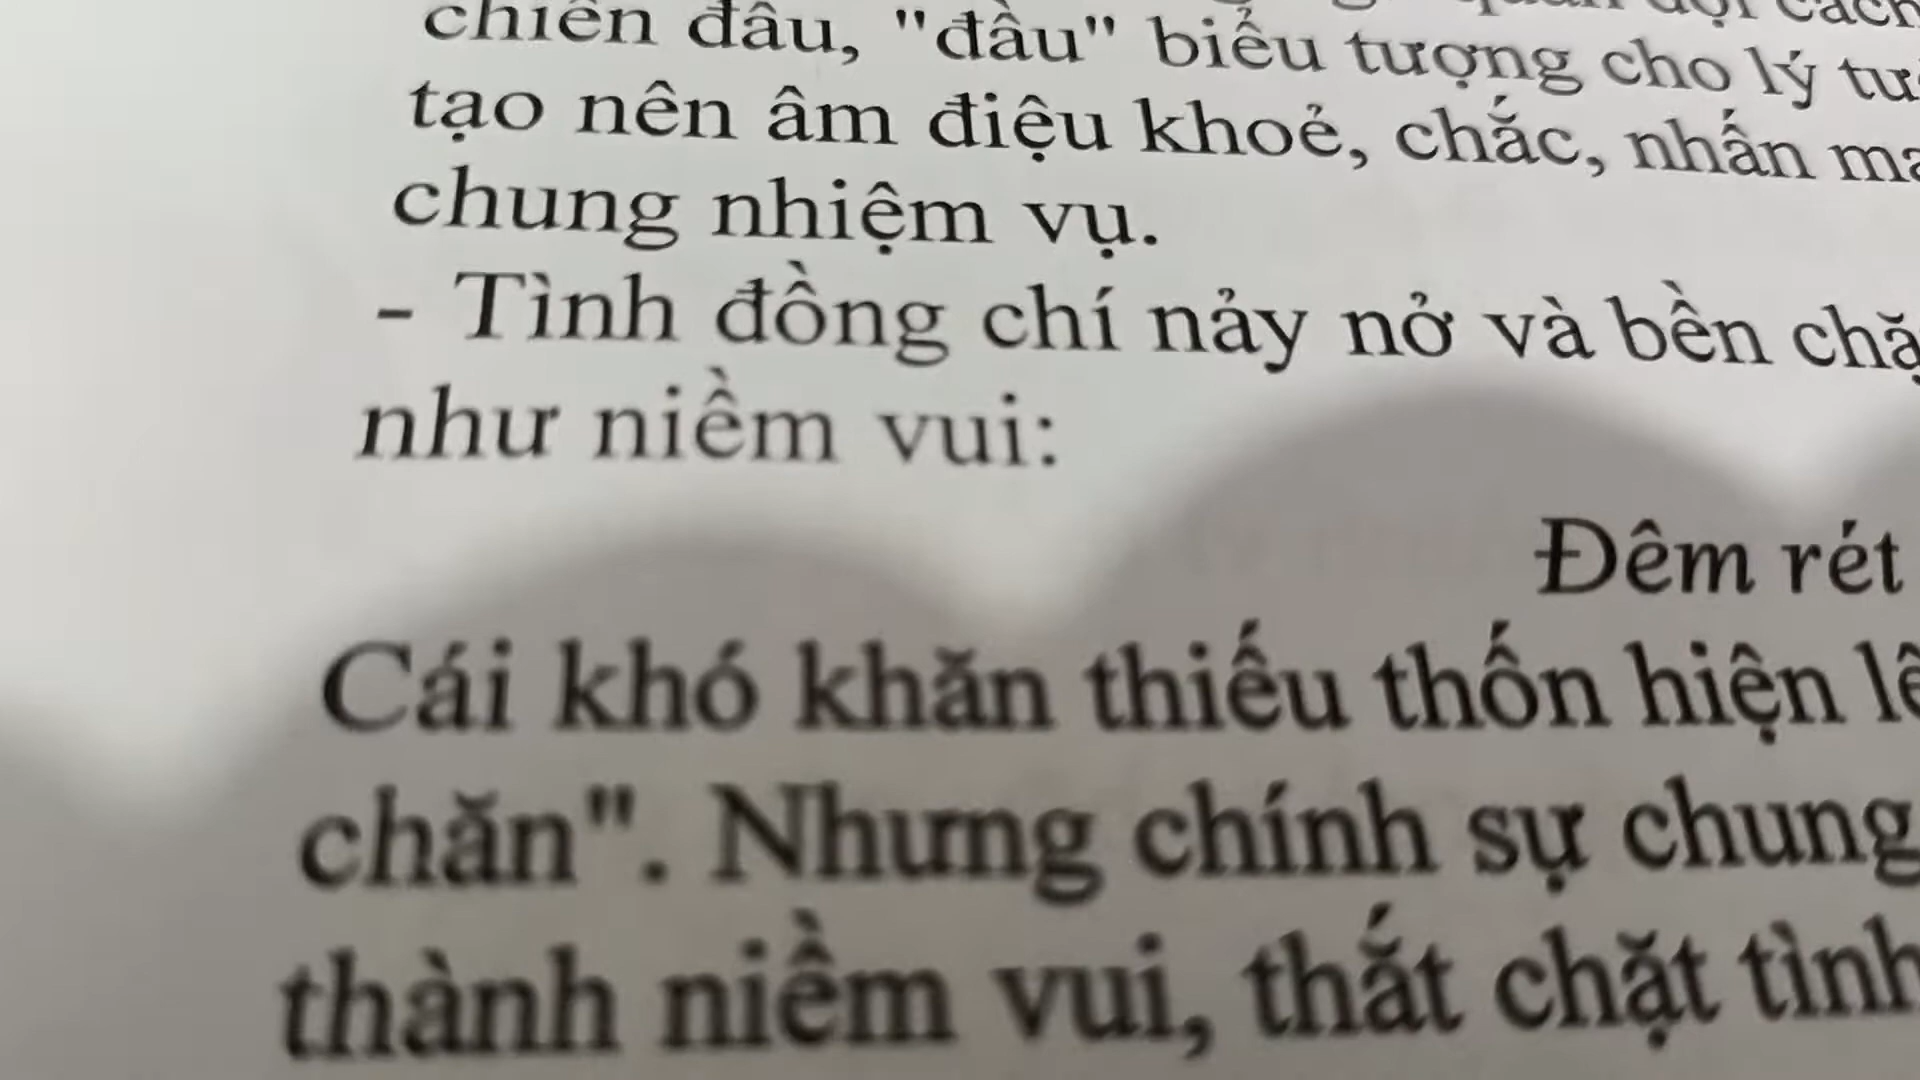 chiến đấu, "đầu" biểu tượng cho lý
tạo nên âm điệu khoẻ, chắc, nhấn
chung nhiệm vụ.
- Tình đồng chí nảy nở và bền
như niềm vui:
Đêm rét
Cái khó khăn thiếu thốn hiện
chăn". Nhưng chính sự chung
thành niềm vui, thắt chặt tình